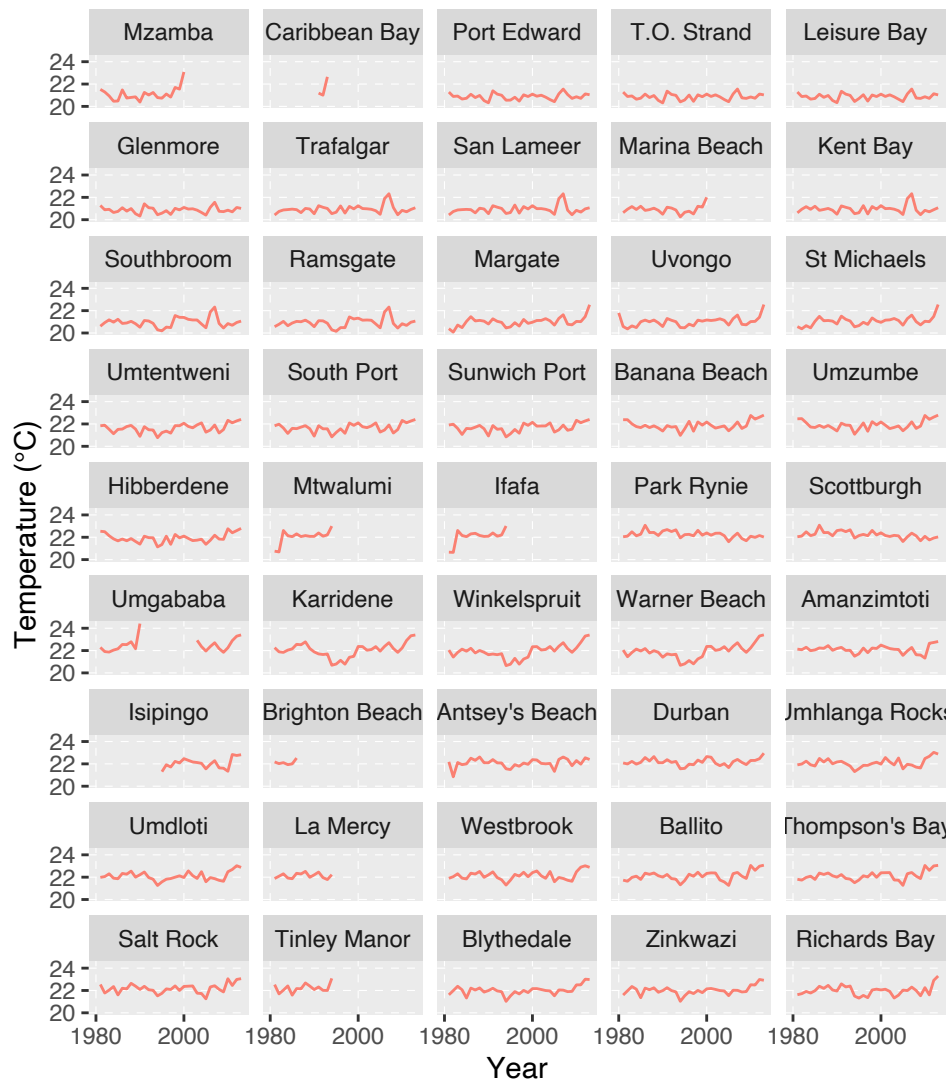 Mzamba Caribbean Bay Port Edward T.O. Strand Leisure Bay
24
22
20
Glenmore Trafalgar San Lameer Marina Beach Kent Bay
24
22
20
Southbroom Ramsgate Margate Uvongo St Michaels
24
22
20
Umtentweni South Port Sunwich Port Banana Beach Umzumbe
24
22
20
Hibberdene Mtwalumi Ifafa Park Rynie Scottburgh
24
22
20
Umgababa Karridene Winkelspruit Warner Beach Amanzimtoti
24
22
20
Isipingo Brighton Beach Antsey's Beach Durban Umhlanga Rocks
24
22
20
Umdloti La Mercy Westbrook Ballito Thompson's Bay
24
22
20
Salt Rock Tinley Manor Blythedale Zinkwazi Richards Bay
24
22
20
1980 2000 1980 2000 1980 2000 1980 2000 1980 2000
Year
Temperature (°C)